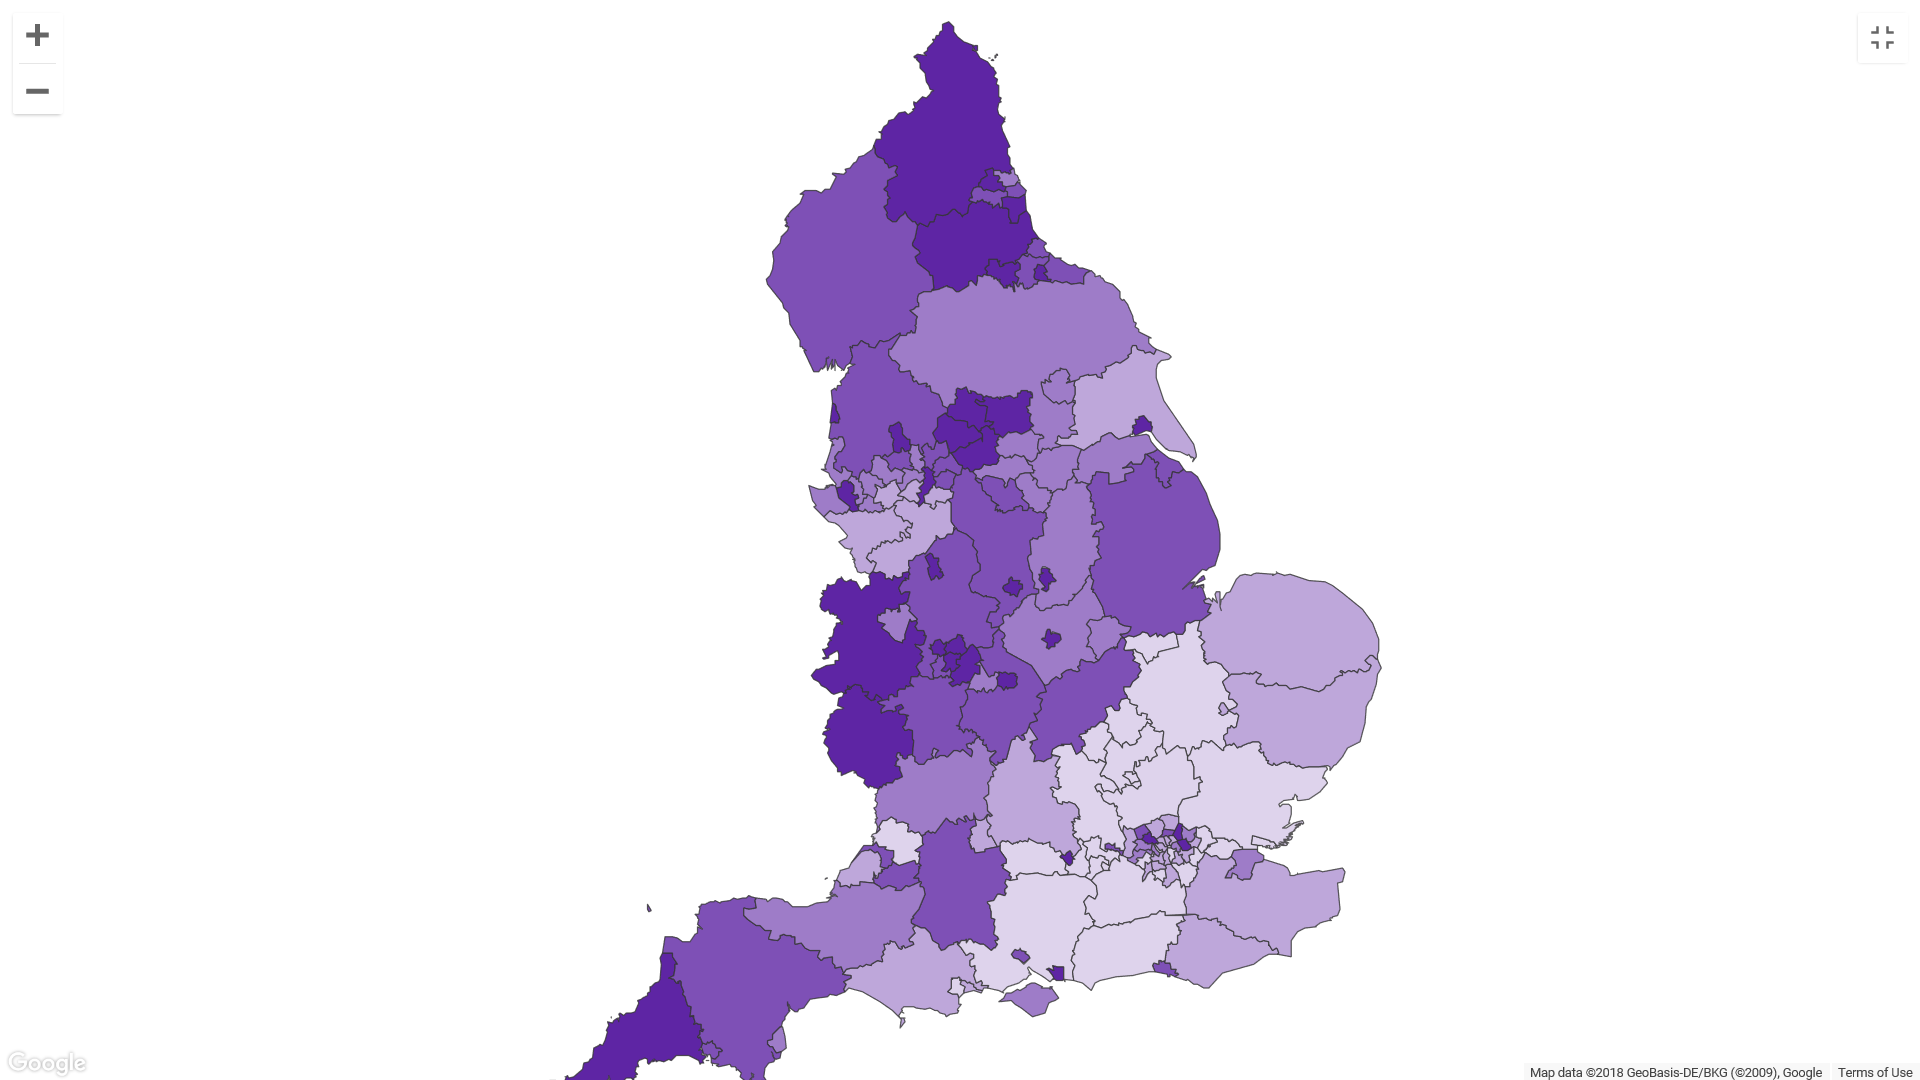 Google
Map data ©2018 GeoBasis-DE/BKG (©2009), Google
Terms of Use